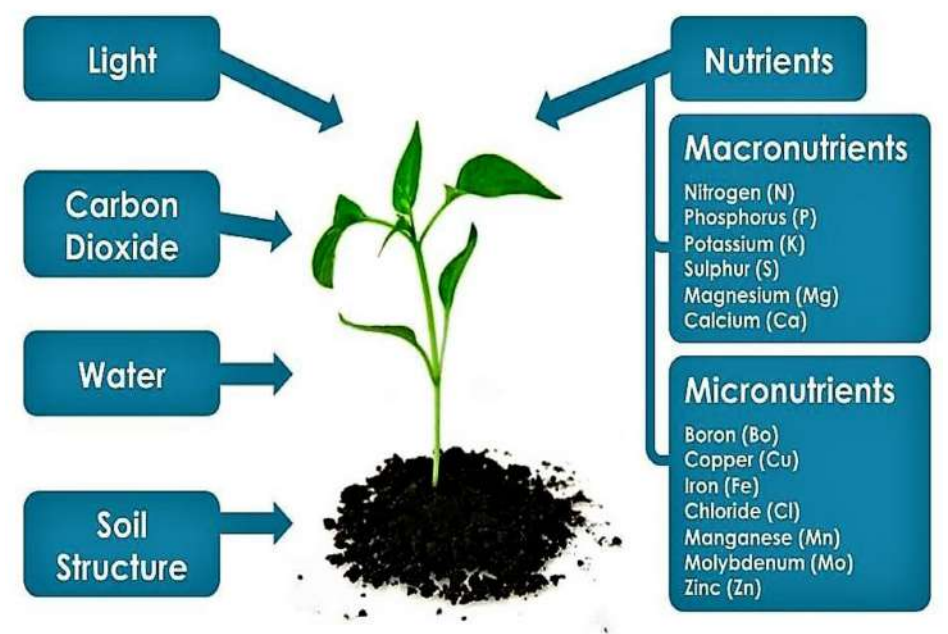 Light
Carbon
Dioxide
Water
Soil
Structure
Nutrients
Macronutrients
Nitrogen (N)
Phosphorus (P)
Potassium (K)
Sulphur (S)
Magnesium (Mg)
Calcium (Ca)
Micronutrients
Boron (Bo)
Copper (Cu)
Iron (Fe)
Chloride (Cl)
Manganese (Mn)
Molybdenum (Mo)
Zinc (Zn)